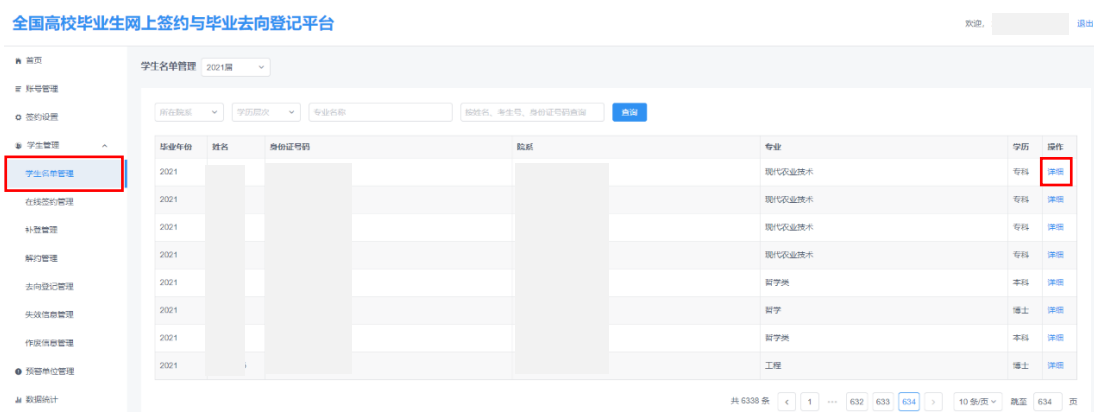 全国高校毕业生网上签约与毕业去向登记平台
欢迎, 退出
首页
账号管理
签约设置
学生管理
学生名单管理
在线签约管理
补登管理
解约管理
去向登记管理
失效信息管理
作废信息管理
预警单位管理
数据统计
学生名单管理 2021届
所在院系 学历层次 专业名称 按姓名、考生号、身份证号码查询 查询
毕业年份 姓名 身份证号码 院系 专业 学历 操作
2021 现代农业技术 专科 详细
2021 现代农业技术 专科 详细
2021 现代农业技术 专科 详细
2021 现代农业技术 专科 详细
2021 哲学类 本科 详细
2021 哲学 博士 详细
2021 哲学类 本科 详细
2021 工程 博士 详细
共 6338 条 < 1 ··· 632 633 634 > 10 条/页 跳至 634 页